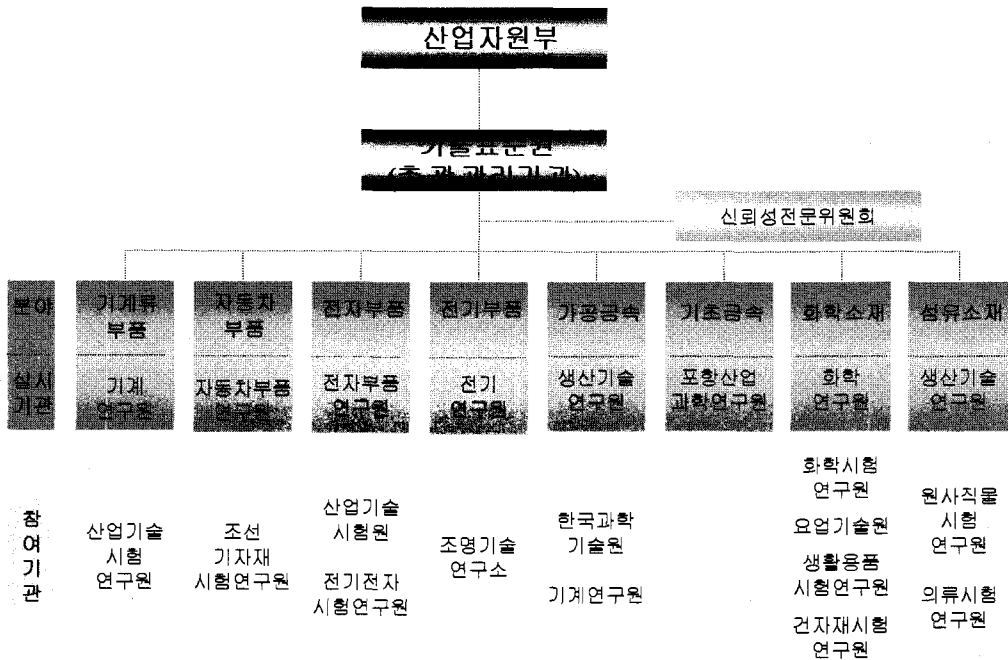 산업자원부
기술표준원
(총괄관리기관)
신뢰성전문위원회
분야
기계류
부품
자동차
부품
전자부품
전기부품
가공금속
기초금속
화학소재
섬유소재
실시
기관
기계
연구원
자동차부품
연구원
전자부품
연구원
전기
연구원
생산기술
연구원
포항산업
과학연구원
화학
연구원
생산기술
연구원
참여기관
산업기술
시험
연구원
조선
기자재
시험연구원
산업기술
시험원
전기전자
시험연구원
조명기술
연구소
한국과학
기술원
기계연구원
화학시험
연구원
요업기술원
생활용품
시험연구원
건자재시험
연구원
원사직물
시험
연구원
의류시험
연구원